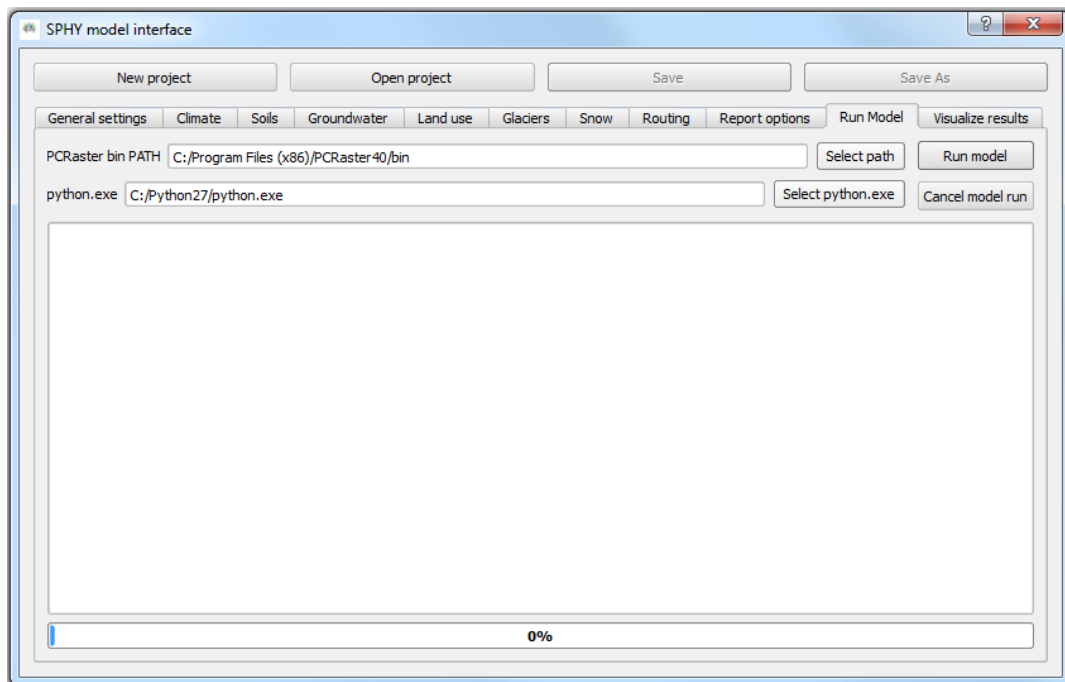 SPHY model interface
New project Open project Save Save As
General settings Climate Soils Groundwater Land use Glaciers Snow Routing Report options Run Model Visualize results
PCRaster bin PATH C:/Program Files (x86)/PCRaster40/bin Select path Run model
python.exe C:/Python27/python.exe Select python.exe Cancel model run
0%